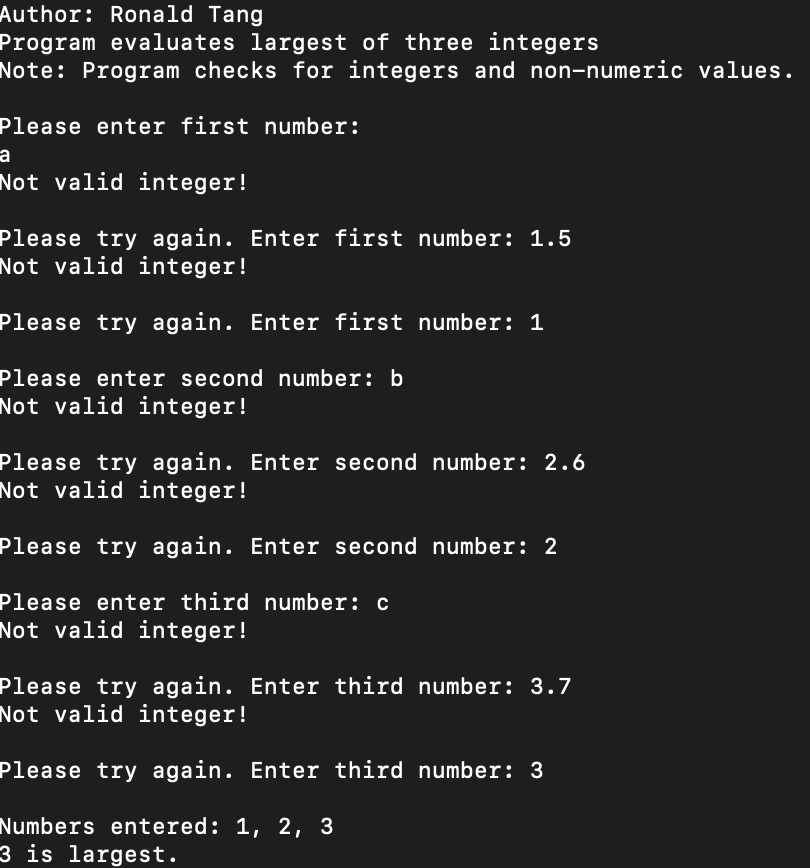 Author: Ronald Tang
Program evaluates largest of three integers
Note: Program checks for integers and non-numeric values.
Please enter first number:
a
Not valid integer!
Please try again. Enter first number: 1.5
Not valid integer!
Please try again. Enter first number: 1
Please enter second number: b
Not valid integer!
Please try again. Enter second number: 2.6
Not valid integer!
Please try again. Enter second number: 2
Please enter third number: c
Not valid integer!
Please try again. Enter third number: 3.7
Not valid integer!
Please try again. Enter third number: 3
Numbers entered: 1, 2, 3
3 is largest.